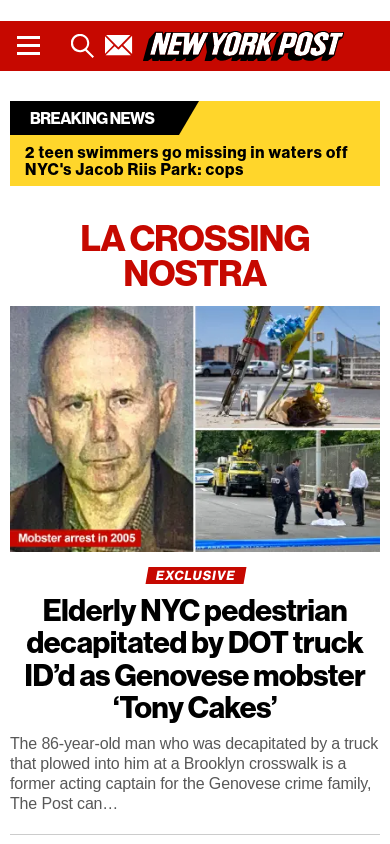 NEW YORK POST
BREAKING NEWS
2 teen swimmers go missing in waters off
NYC's Jacob Riis Park: cops
LA CROSSING
NOSTRA
Mobster arrest in 2005
EXCLUSIVE
Elderly NYC pedestrian
decapitated by DOT truck
ID’d as Genovese mobster
‘Tony Cakes’
The 86-year-old man who was decapitated by a truck
that plowed into him at a Brooklyn crosswalk is a
former acting captain for the Genovese crime family,
The Post can…